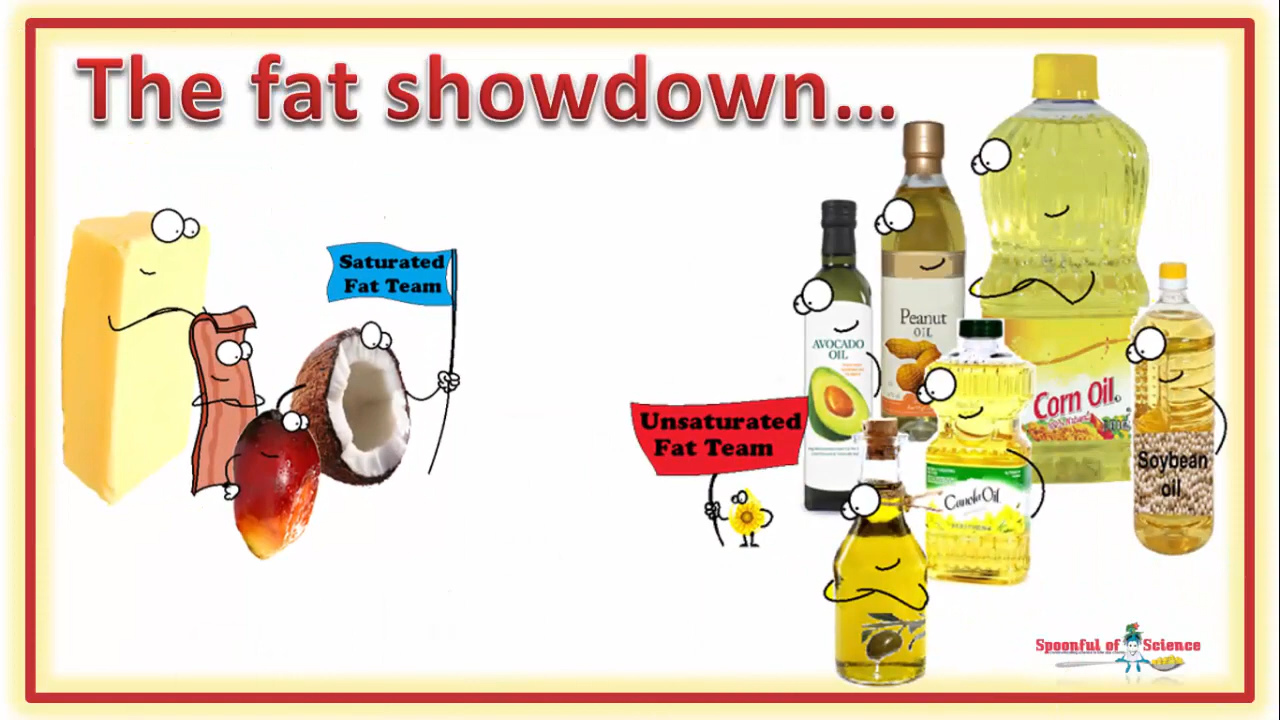 The fat showdown...
Saturated
Fat Team
Unsaturated
Fat Team
AVOCADO
OIL
Peanut
OIL
Corn Oil
Canola Oil
Soybean
oil
Spoonful of Science